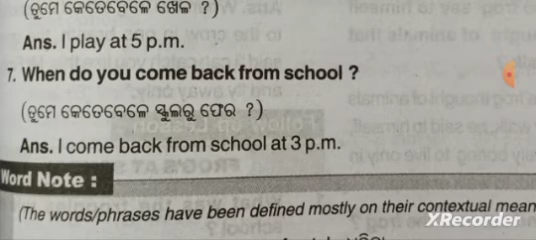 (ତୁମେ କେତେବେଳେ ଖେଳ ?)
Ans. I play at 5 p.m.
7. When do you come back from school ?
(ତୁମେ କେତେବେଳେ ସ୍କୁଲରୁ ଫେର ?)
Ans. I come back from school at 3 p.m.
Word Note :
(The words/phrases have been defined mostly on their contextual mean
XRecorder